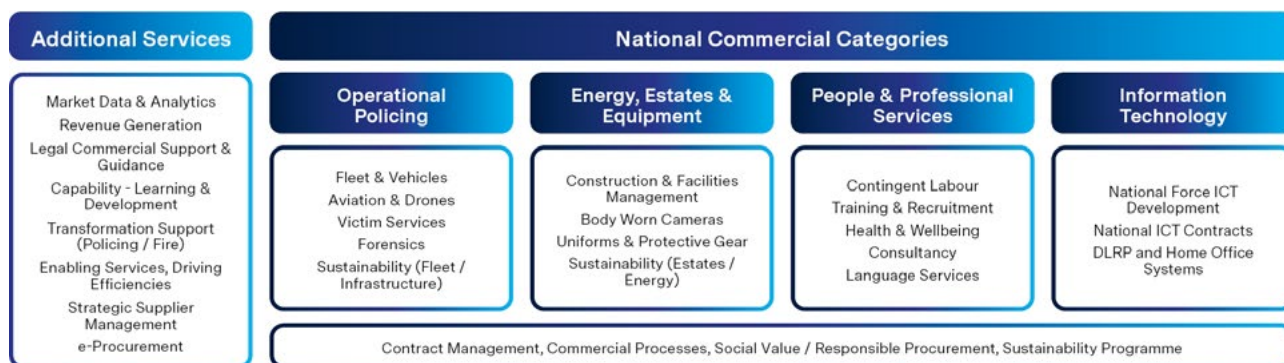 Additional Services
Market Data & Analytics
Revenue Generation
Legal Commercial Support &
Guidance
Capability - Learning &
Development
Transformation Support
(Policing / Fire)
Enabling Services, Driving
Efficiencies
Strategic Supplier
Management
e-Procurement
National Commercial Categories
Operational
Policing
Fleet & Vehicles
Aviation & Drones
Victim Services
Forensics
Sustainability (Fleet /
Infrastructure)
Energy, Estates &
Equipment
Construction & Facilities
Management
Body Worn Cameras
Uniforms & Protective Gear
Sustainability (Estates /
Energy)
People & Professional
Services
Contingent Labour
Training & Recruitment
Health & Wellbeing
Consultancy
Language Services
Information
Technology
National Force ICT
Development
National ICT Contracts
DLRP and Home Office
Systems
Contract Management, Commercial Processes, Social Value / Responsible Procurement, Sustainability Programme